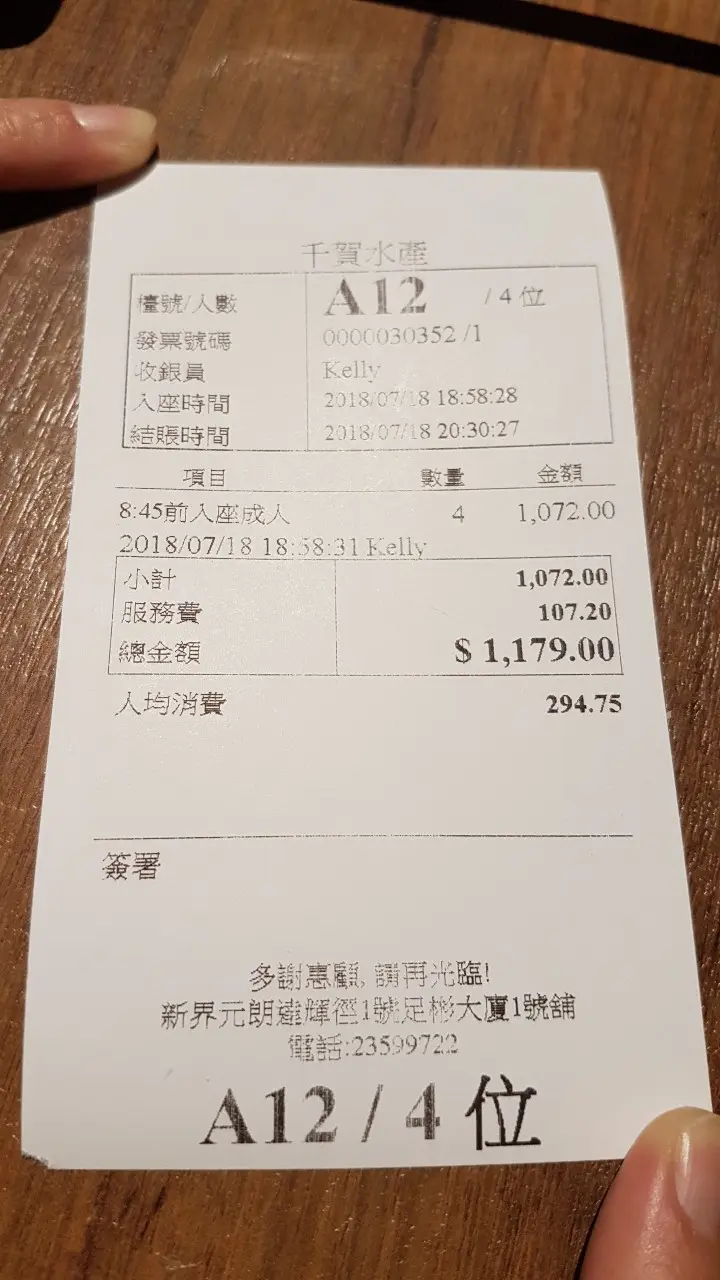 千賀水產
檯號/人數 A12 / 4 位
發票號碼 0000030352 /1
收銀員 Kelly
入座時間 2018/07/18 18:58:28
結賬時間 2018/07/18 20:30:27
項目 數量 金額
8:45前入座成人 4 1,072.00
2018/07/18 18:58:31 Kelly
小計 1,072.00
服務費 107.20
總金額 $ 1,179.00
人均消費 294.75
簽署
多謝惠顧, 請再光臨!
新界元朗達輝徑1號足彬大廈1號舖
電話:23599722
A12 / 4 位